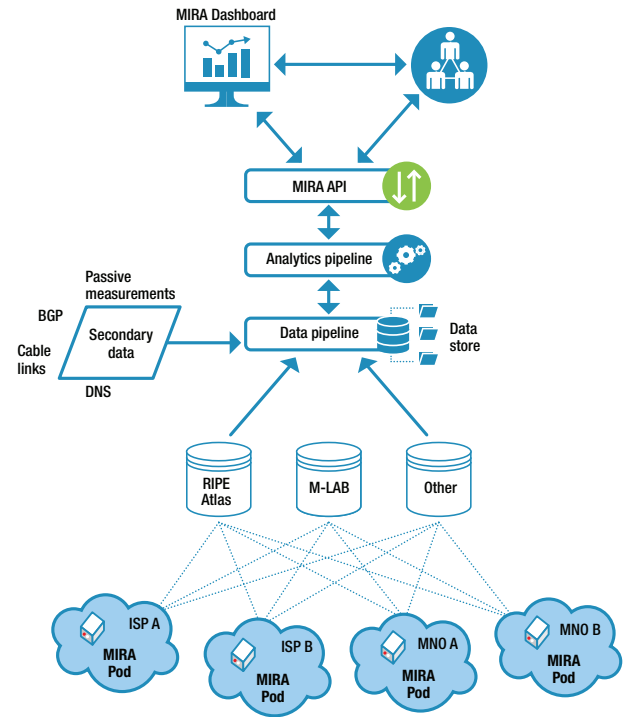 MIRA Dashboard
MIRA API
Analytics pipeline
Passive
measurements
BGP
Secondary
data
Cable
links
DNS
Data pipeline
Data
store
RIPE
Atlas
M-LAB
Other
ISP A
MIRA
Pod
ISP B
MIRA
Pod
MNO A
MIRA
Pod
MNO B
MIRA
Pod